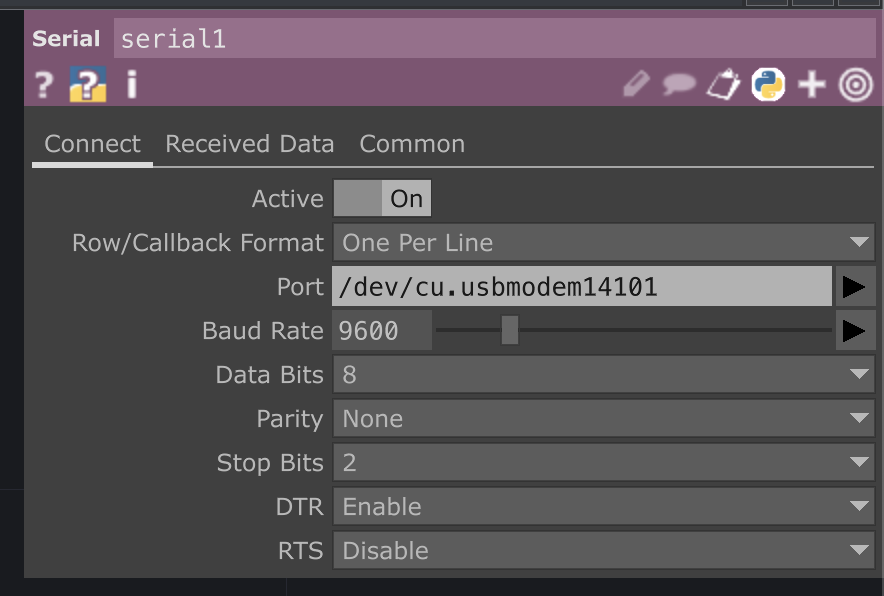 Serial serial1
? ? i
Connect Received Data Common
Active On
Row/Callback Format One Per Line
Port /dev/cu.usbmodem14101
Baud Rate 9600
Data Bits 8
Parity None
Stop Bits 2
DTR Enable
RTS Disable